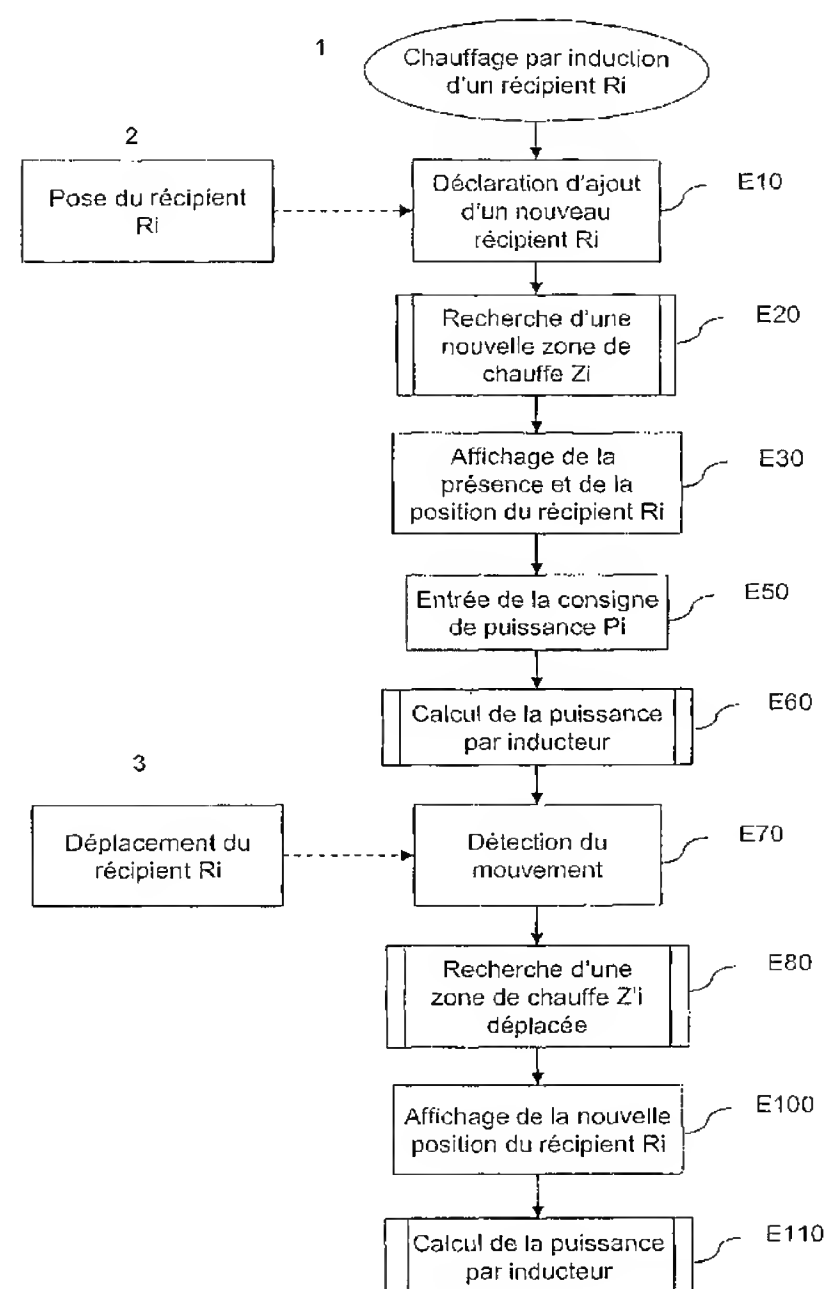 1
Chauffage par induction
d'un récipient Ri
2
Pose du récipient
Ri
Déclaration d'ajout
d'un nouveau
récipient Ri
E10
Recherche d'une
nouvelle zone de
chauffe Zi
E20
Affichage de la
présence et de la
position du récipient Ri
E30
Entrée de la consigne
de puissance Pi
E50
Calcul de la puissance
par inducteur
E60
3
Déplacement du
récipient Ri
Détection du
mouvement
E70
Recherche d'une
zone de chauffe Z'i
déplacée
E80
Affichage de la nouvelle
position du récipient Ri
E100
Calcul de la puissance
par inducteur
E110